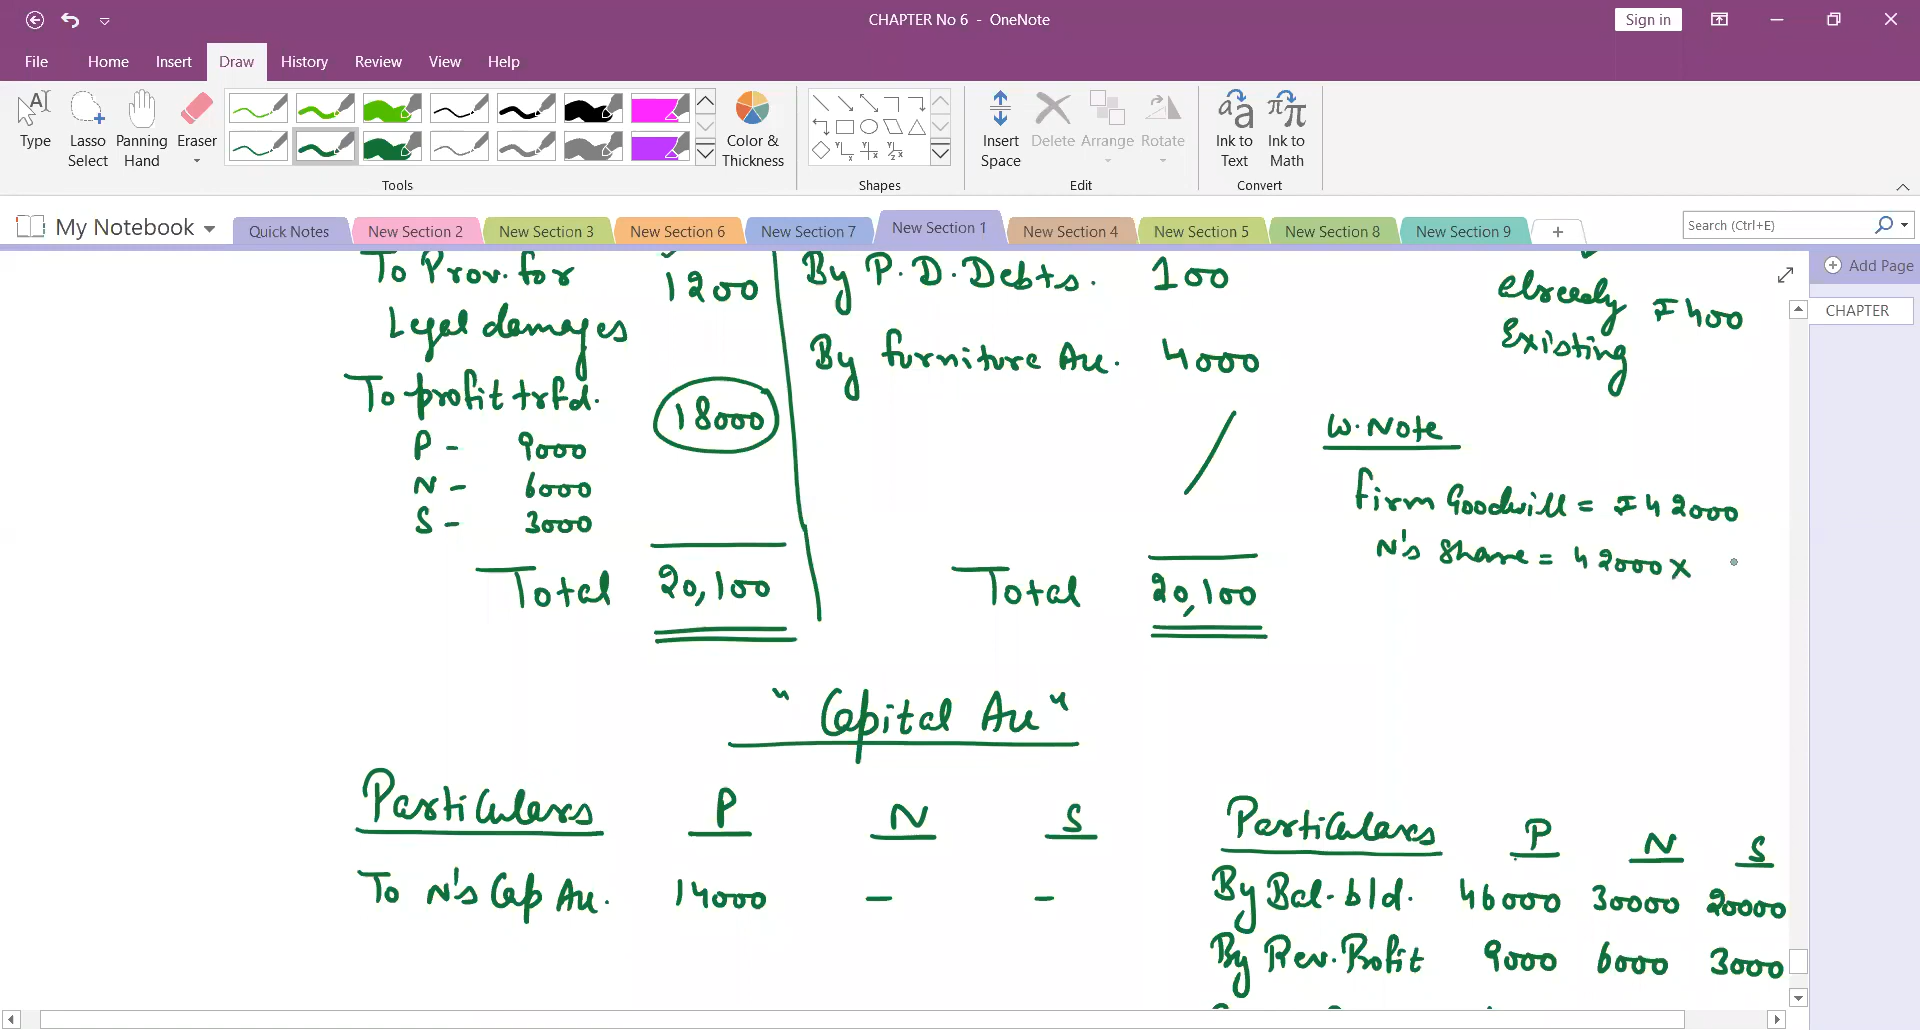 CHAPTER No 6 - OneNote
Sign in
File Home Insert Draw History Review View Help
Type
Lasso Select
Panning Hand
Eraser
Color & Thickness
Insert Space
Delete
Arrange
Rotate
Ink to Text
Ink to Math
Tools
Shapes
Edit
Convert
My Notebook
Quick Notes New Section 2 New Section 3 New Section 6 New Section 7 New Section 1 New Section 4 New Section 5 New Section 8 New Section 9
Search (Ctrl+E)
Add Page
CHAPTER
To Prov. for 1200 By P.D. Debts. 100
Legal damages
already ₹400
Existing
By furniture Au. 4000
To profit trfd. 18000
P - 9000
N - 6000
S - 3000
W. Note
firm Goodwill = ₹42000
N's Share = 42000 x
Total 20,100 Total 20,100
"Capital Au"
Particulars P N S
To N's Cap Au. 14000 - -
Particulars P N S
By Bal. b/d. 46000 30000 20000
By Rev. Profit 9000 6000 3000